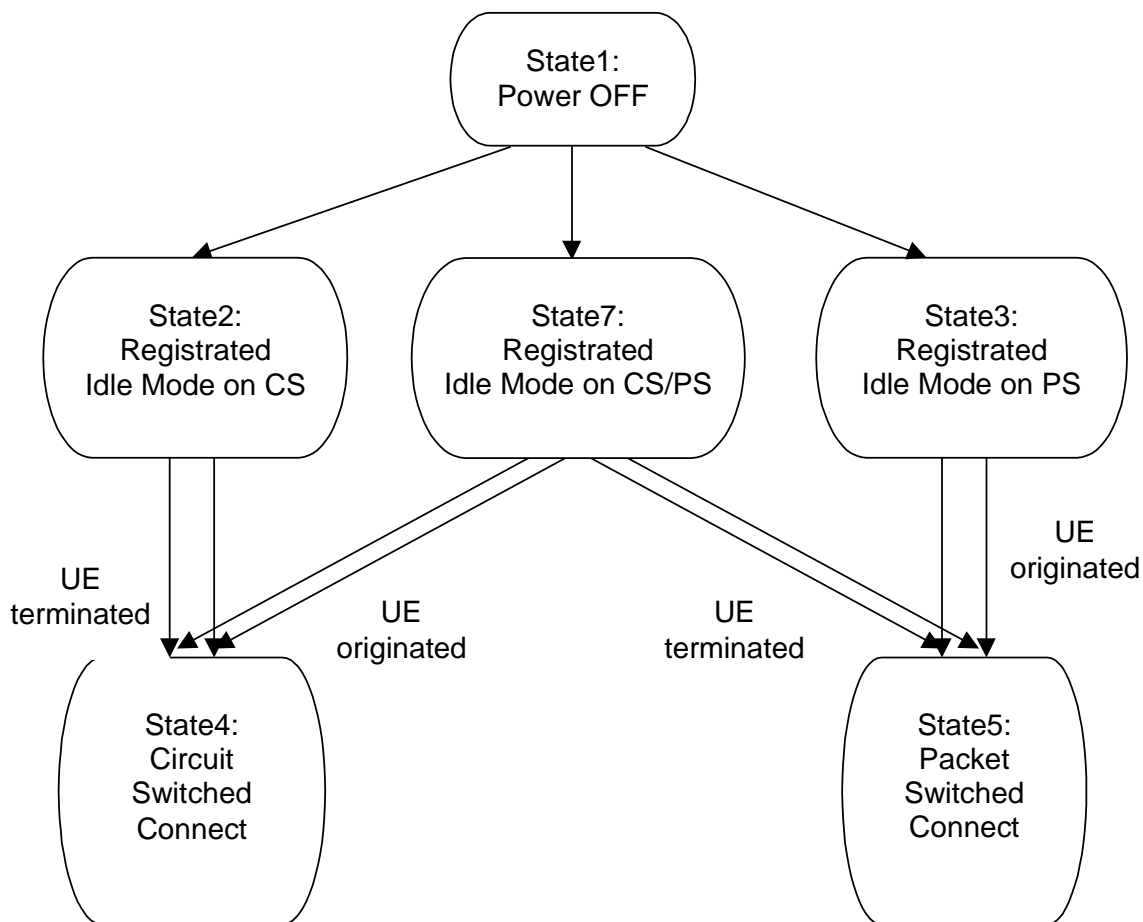 State1:
Power OFF
State2:
Registrated
Idle Mode on CS
State7:
Registrated
Idle Mode on CS/PS
State3:
Registrated
Idle Mode on PS
UE
terminated
UE
originated
UE
terminated
UE
originated
State4:
Circuit
Switched
Connect
State5:
Packet
Switched
Connect